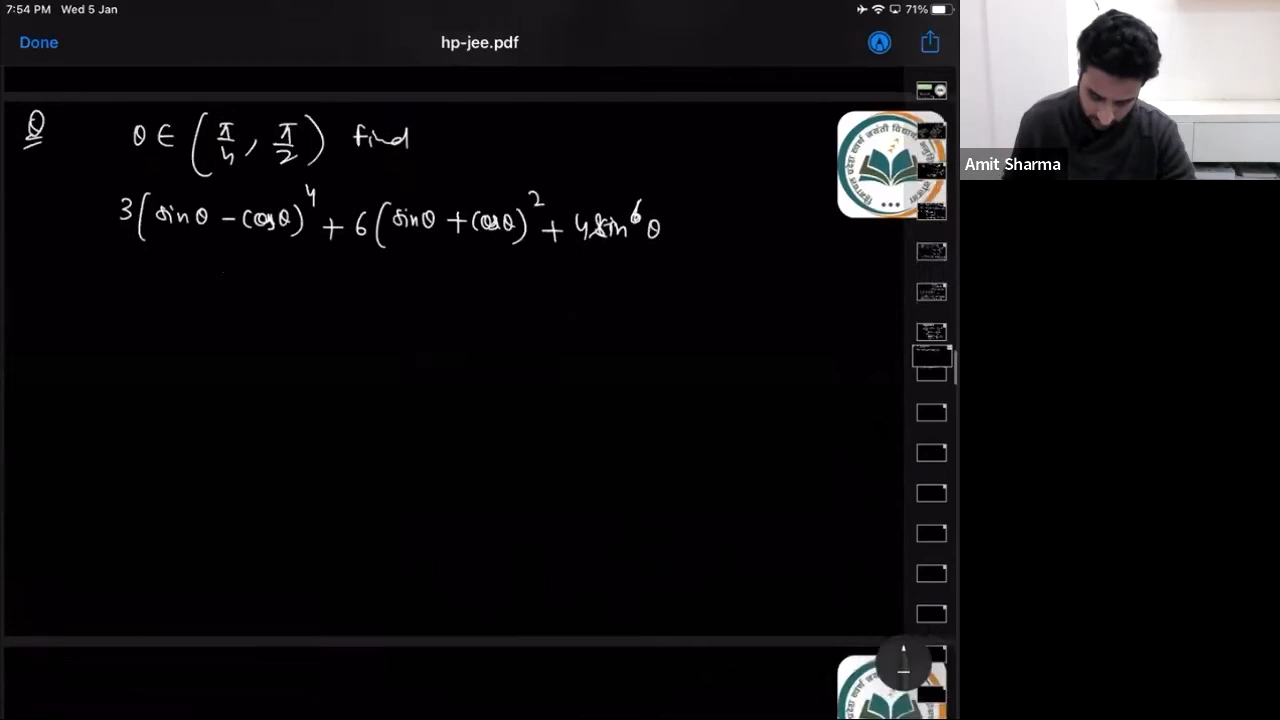 7:54 PM Wed 5 Jan
71%
Done
hp-jee.pdf
Amit Sharma
Q
θ ∈ (π/4, π/2) find
3(sinθ - cosθ)^4 + 6(sinθ + cosθ)^2 + 4sin^6 θ